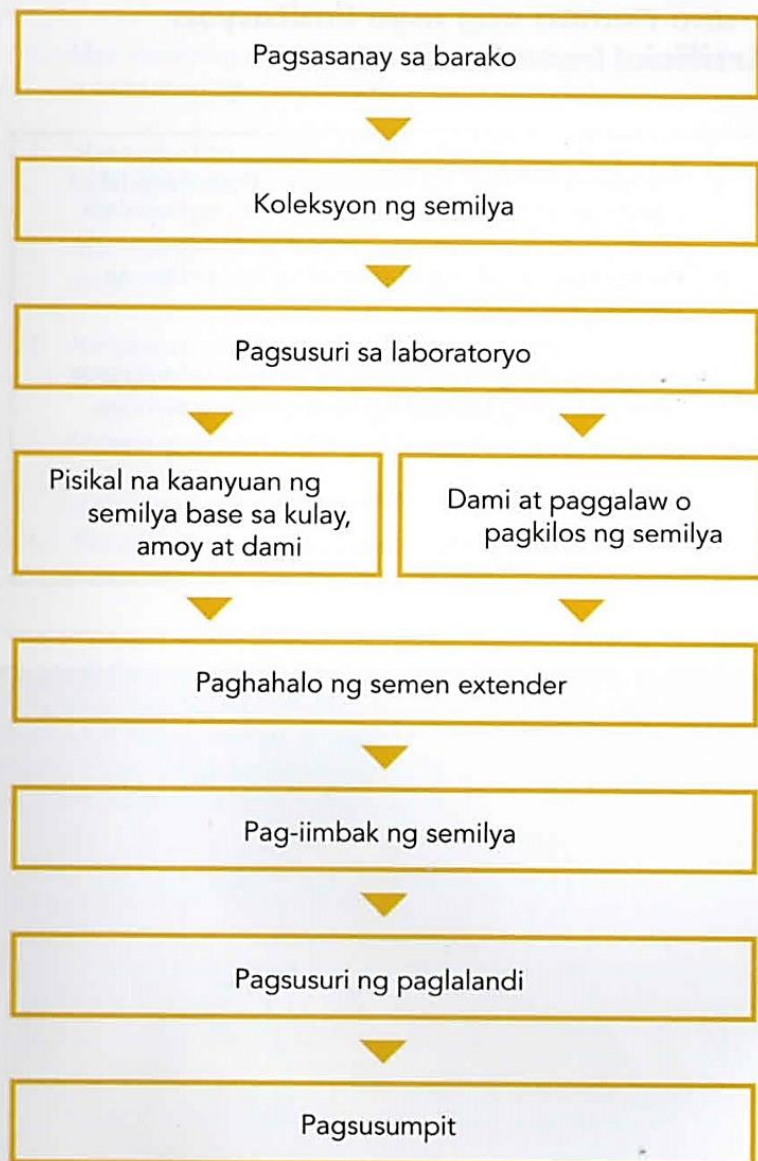 Pagsasanay sa barako
Koleksyon ng semilya
Pagsusuri sa laboratoryo
Pisikal na kaanyuan ng
semilya base sa kulay,
amoy at dami
Dami at paggalaw o
pagkilos ng semilya
Paghahalo ng semen extender
Pag-iimbak ng semilya
Pagsusuri ng paglalandi
Pagsusumpit